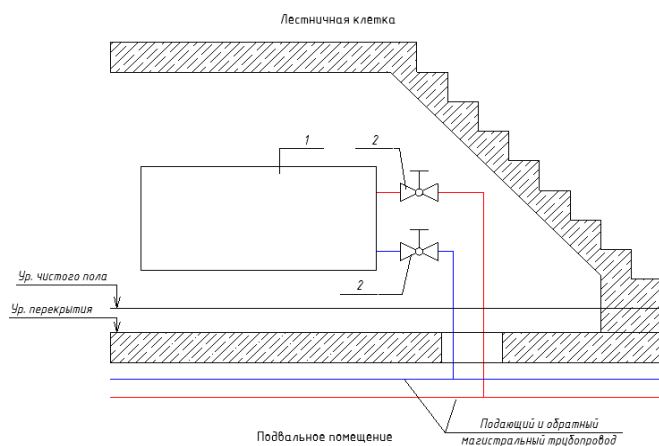 Лестничная клетка
1
2
2
Ур. чистого пола
Ур. перекрытия
Подающий и обратный
магистральный трубопровод
Подвальное помещение